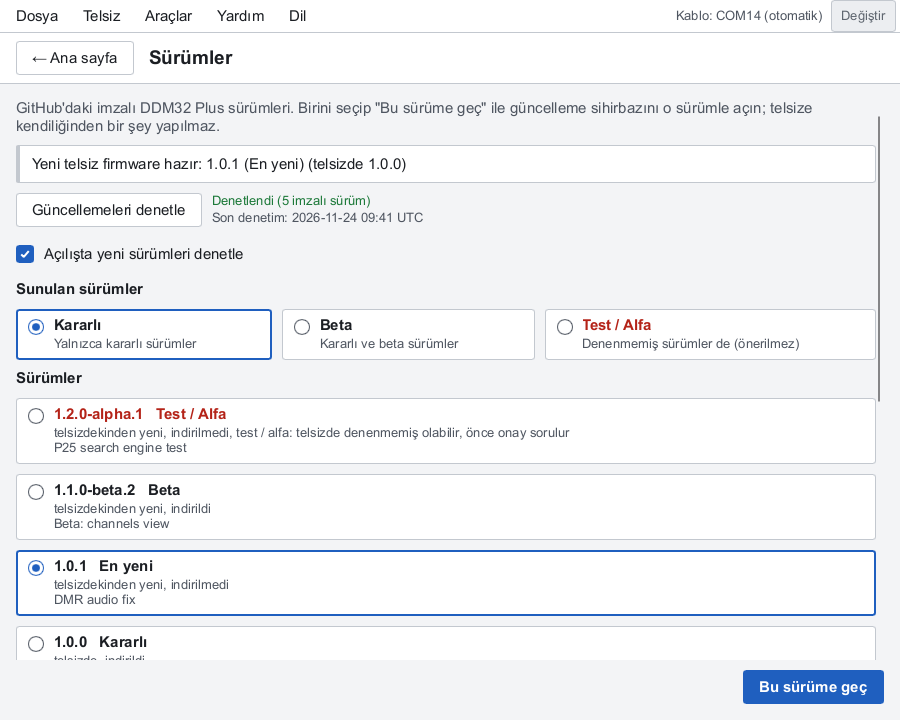 Dosya Telsiz Araçlar Yardım Dil Kablo: COM14 (otomatik) Değiştir
← Ana sayfa Sürümler
GitHub'daki imzalı DDM32 Plus sürümleri. Birini seçip "Bu sürüme geç" ile güncelleme sihirbazını o sürümle açın; telsize
kendiliğinden bir şey yapılmaz.
Yeni telsiz firmware hazır: 1.0.1 (En yeni) (telsizde 1.0.0)
Güncellemeleri denetle
Denetlendi (5 imzalı sürüm)
Son denetim: 2026-11-24 09:41 UTC
Açılışta yeni sürümleri denetle
Sunulan sürümler
Kararlı
Yalnızca kararlı sürümler
Beta
Kararlı ve beta sürümler
Test / Alfa
Denenmemiş sürümler de (önerilmez)
Sürümler
1.2.0-alpha.1 Test / Alfa
telsizdekinden yeni, indirilmedi, test / alfa: telsizde denenmemiş olabilir, önce onay sorulur
P25 search engine test
1.1.0-beta.2 Beta
telsizdekinden yeni, indirildi
Beta: channels view
1.0.1 En yeni
telsizdekinden yeni, indirilmedi
DMR audio fix
1.0.0 Kararlı
telsizde, indirildi
Bu sürüme geç